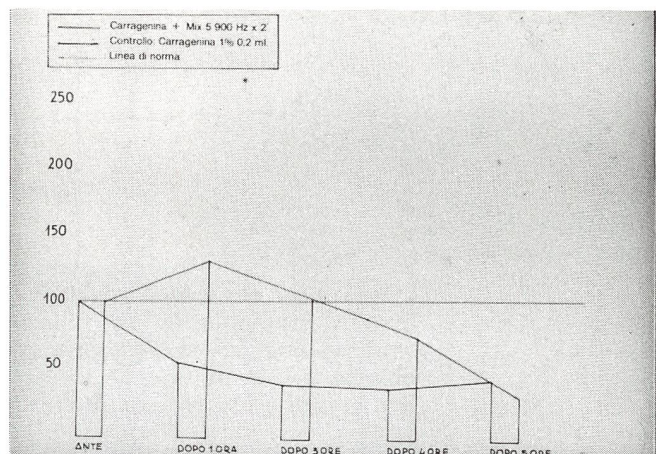 Carragenina + Mix 5 900 Hz x 2
Controllo: Carragenina 1% 0,2 ml
Linea di norma
250
200
150
100
50
ANTE
DOPO 1 ORA
DOPO 3 ORE
DOPO 4 ORE
DOPO 5 ORE